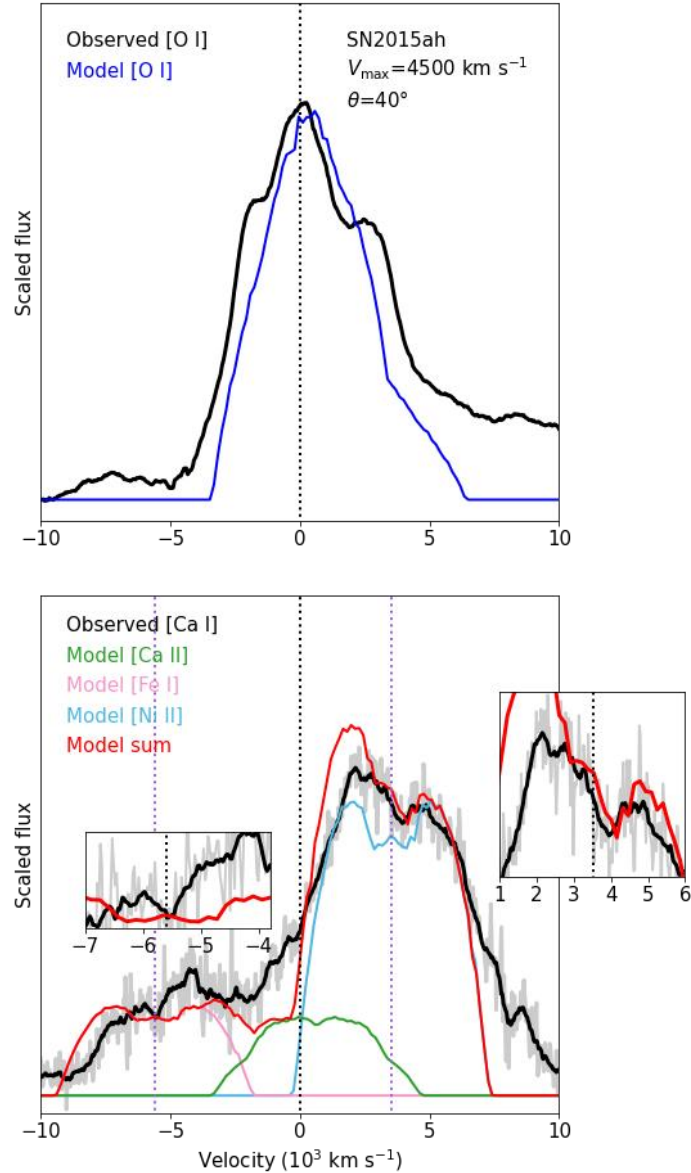 Observed [O I]
Model [O I]
SN2015ah
V_max=4500 km s⁻¹
θ=40°
Scaled flux
−10 −5 0 5 10
Observed [Ca I]
Model [Ca II]
Model [Fe I]
Model [Ni II]
Model sum
Scaled flux
−7 −6 −5 −4
1 2 3 4 5 6
−10 −5 0 5 10
Velocity (10³ km s⁻¹)